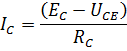 I_C = (E_C − U_CE) / R_C